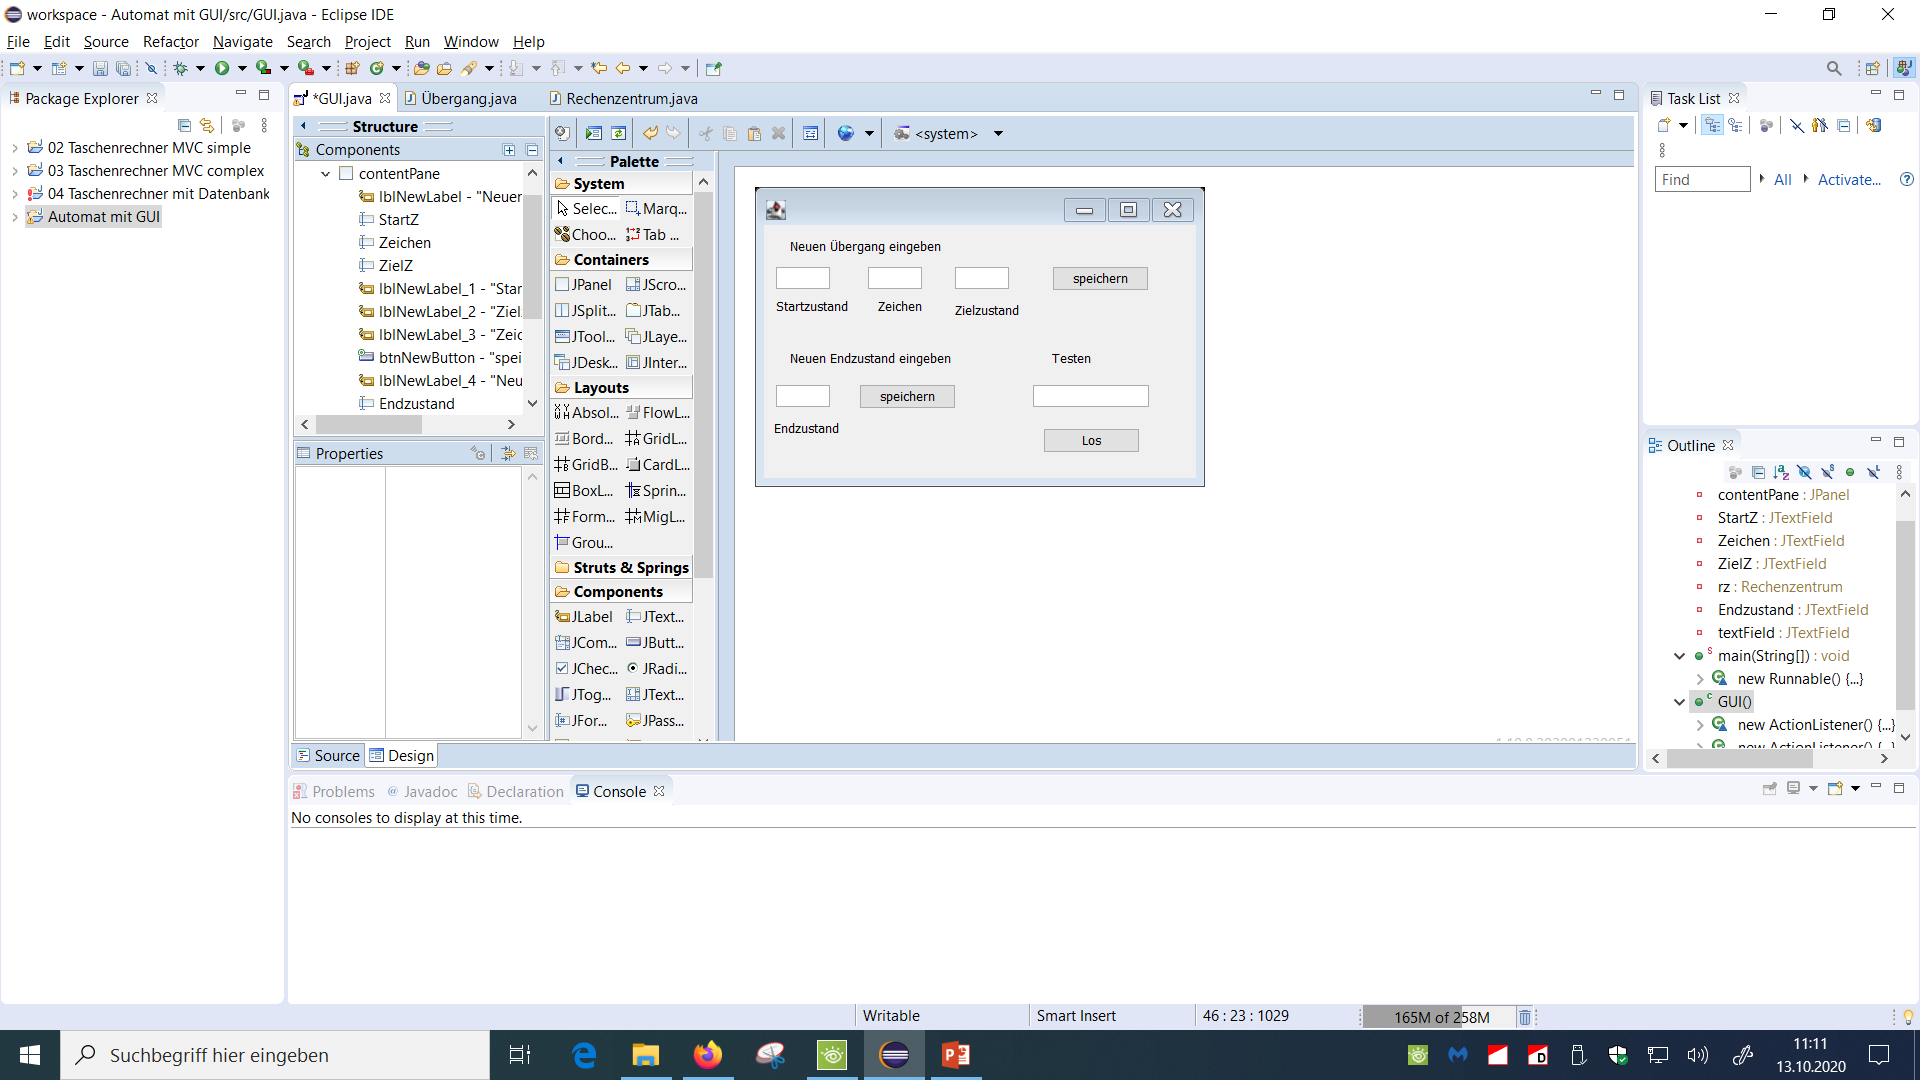 workspace - Automat mit GUI/src/GUI.java - Eclipse IDE
File Edit Source Refactor Navigate Search Project Run Window Help
Package Explorer
02 Taschenrechner MVC simple
03 Taschenrechner MVC complex
04 Taschenrechner mit Datenbank
Automat mit GUI
*GUI.java Übergang.java Rechenzentrum.java
Structure
Components
contentPane
lblNewLabel - "Neuer
StartZ
Zeichen
ZielZ
lblNewLabel_1 - "Star
lblNewLabel_2 - "Ziel
lblNewLabel_3 - "Zeic
btnNewButton - "spei
lblNewLabel_4 - "Neu
Endzustand
Properties
<system>
Palette
System
Selec... Marq...
Choo... Tab ...
Containers
JPanel JScro...
JSplit... JTab...
JTool... JLaye...
JDesk... JInter...
Layouts
Absol... FlowL...
Bord... GridL...
GridB... CardL...
BoxL... Sprin...
Form... MigL...
Grou...
Struts & Springs
Components
JLabel JText...
JCom... JButt...
JChec... JRadi...
JTog... JText...
JFor... JPass...
Neuen Übergang eingeben
speichern
Startzustand Zeichen Zielzustand
Neuen Endzustand eingeben Testen
speichern
Endzustand
Los
Source Design
Problems @ Javadoc Declaration Console
No consoles to display at this time.
Task List
Find All Activate...
Outline
contentPane : JPanel
StartZ : JTextField
Zeichen : JTextField
ZielZ : JTextField
rz : Rechenzentrum
Endzustand : JTextField
textField : JTextField
main(String[]) : void
new Runnable() {...}
GUI()
new ActionListener() {...}
new ActionListener() {...}
Writable Smart Insert 46 : 23 : 1029 165M of 258M
Suchbegriff hier eingeben
11:11
13.10.2020